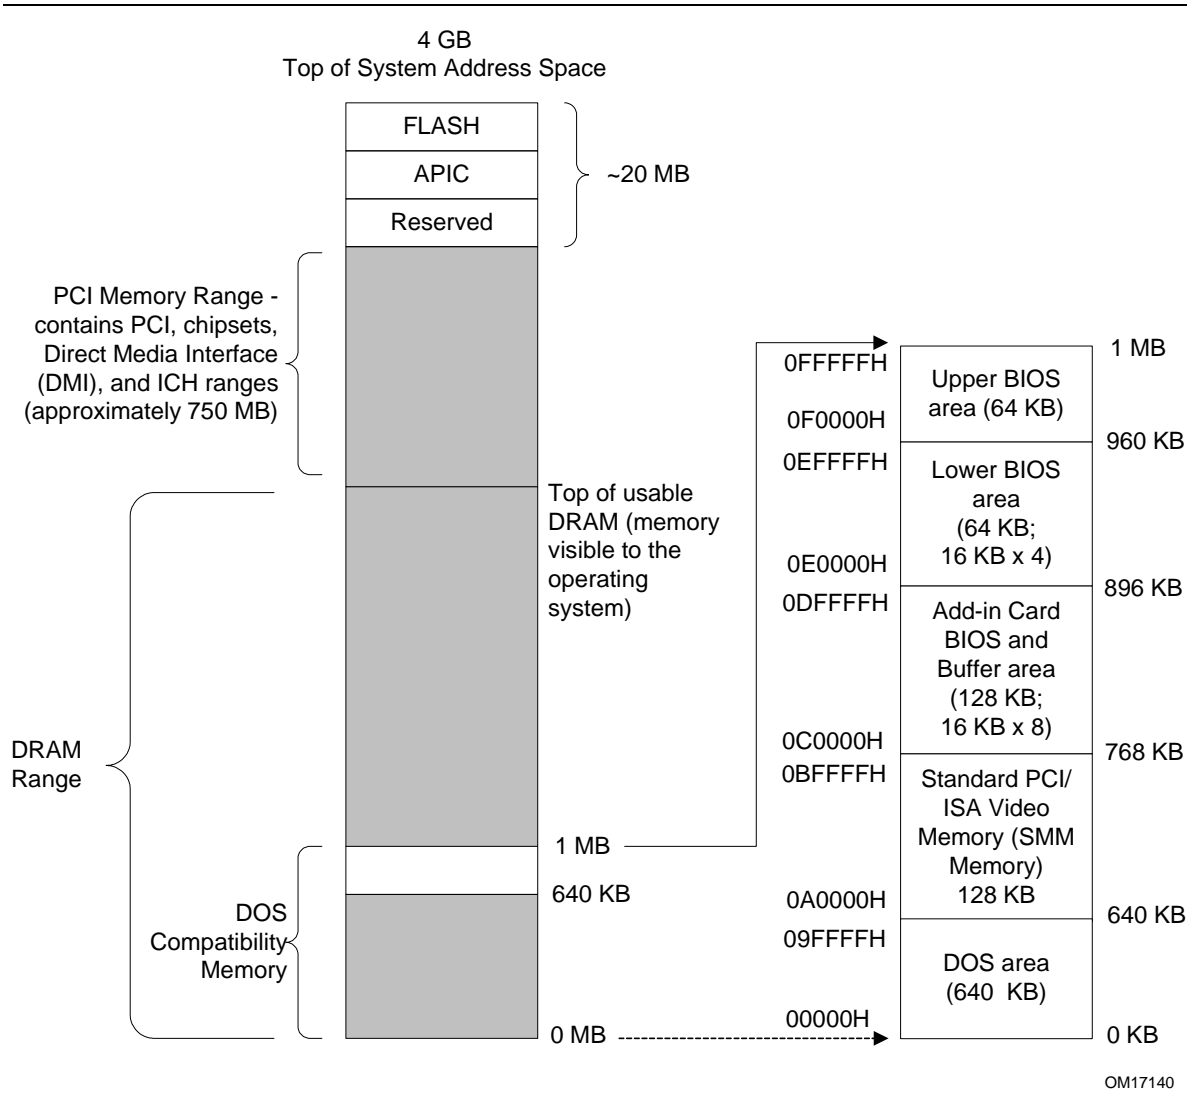 4 GB
Top of System Address Space
FLASH
APIC
Reserved
~20 MB
PCI Memory Range -
contains PCI, chipsets,
Direct Media Interface
(DMI), and ICH ranges
(approximately 750 MB)
Top of usable
DRAM (memory
visible to the
operating
system)
DRAM
Range
1 MB
640 KB
DOS
Compatibility
Memory
0 MB
0FFFFFH
0F0000H
0EFFFFH
0E0000H
0DFFFFH
0C0000H
0BFFFFH
0A0000H
09FFFFH
00000H
Upper BIOS
area (64 KB)
Lower BIOS
area
(64 KB;
16 KB x 4)
Add-in Card
BIOS and
Buffer area
(128 KB;
16 KB x 8)
Standard PCI/
ISA Video
Memory (SMM
Memory)
128 KB
DOS area
(640  KB)
1 MB
960 KB
896 KB
768 KB
640 KB
0 KB
OM17140